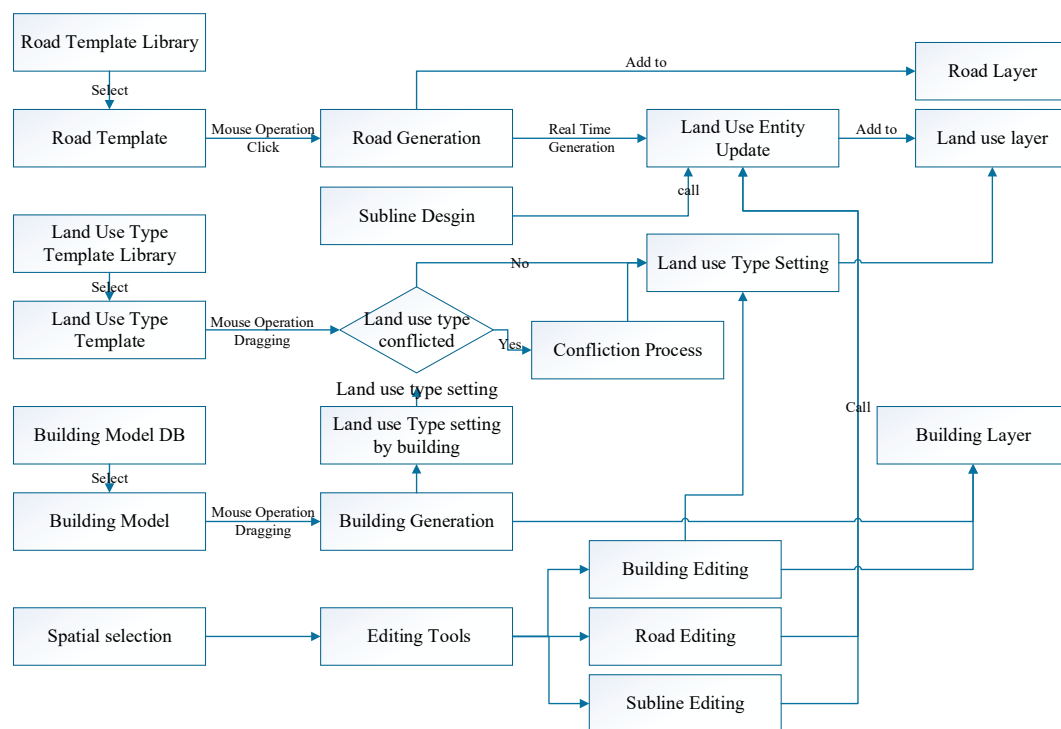 Road Template Library
Select
Road Template
Mouse Operation
Click
Road Generation
Add to
Road Layer
Real Time
Generation
Land Use Entity
Update
Add to
Land use layer
Subline Desgin
call
Land Use Type
Template Library
Select
Land Use Type
Template
Mouse Operation
Dragging
Land use type
conflicted
No
Yes
Land use Type Setting
Confliction Process
Land use type setting
Land use Type setting
by building
Call
Building Model DB
Select
Building Model
Mouse Operation
Dragging
Building Generation
Building Layer
Building Editing
Spatial selection
Editing Tools
Road Editing
Subline Editing